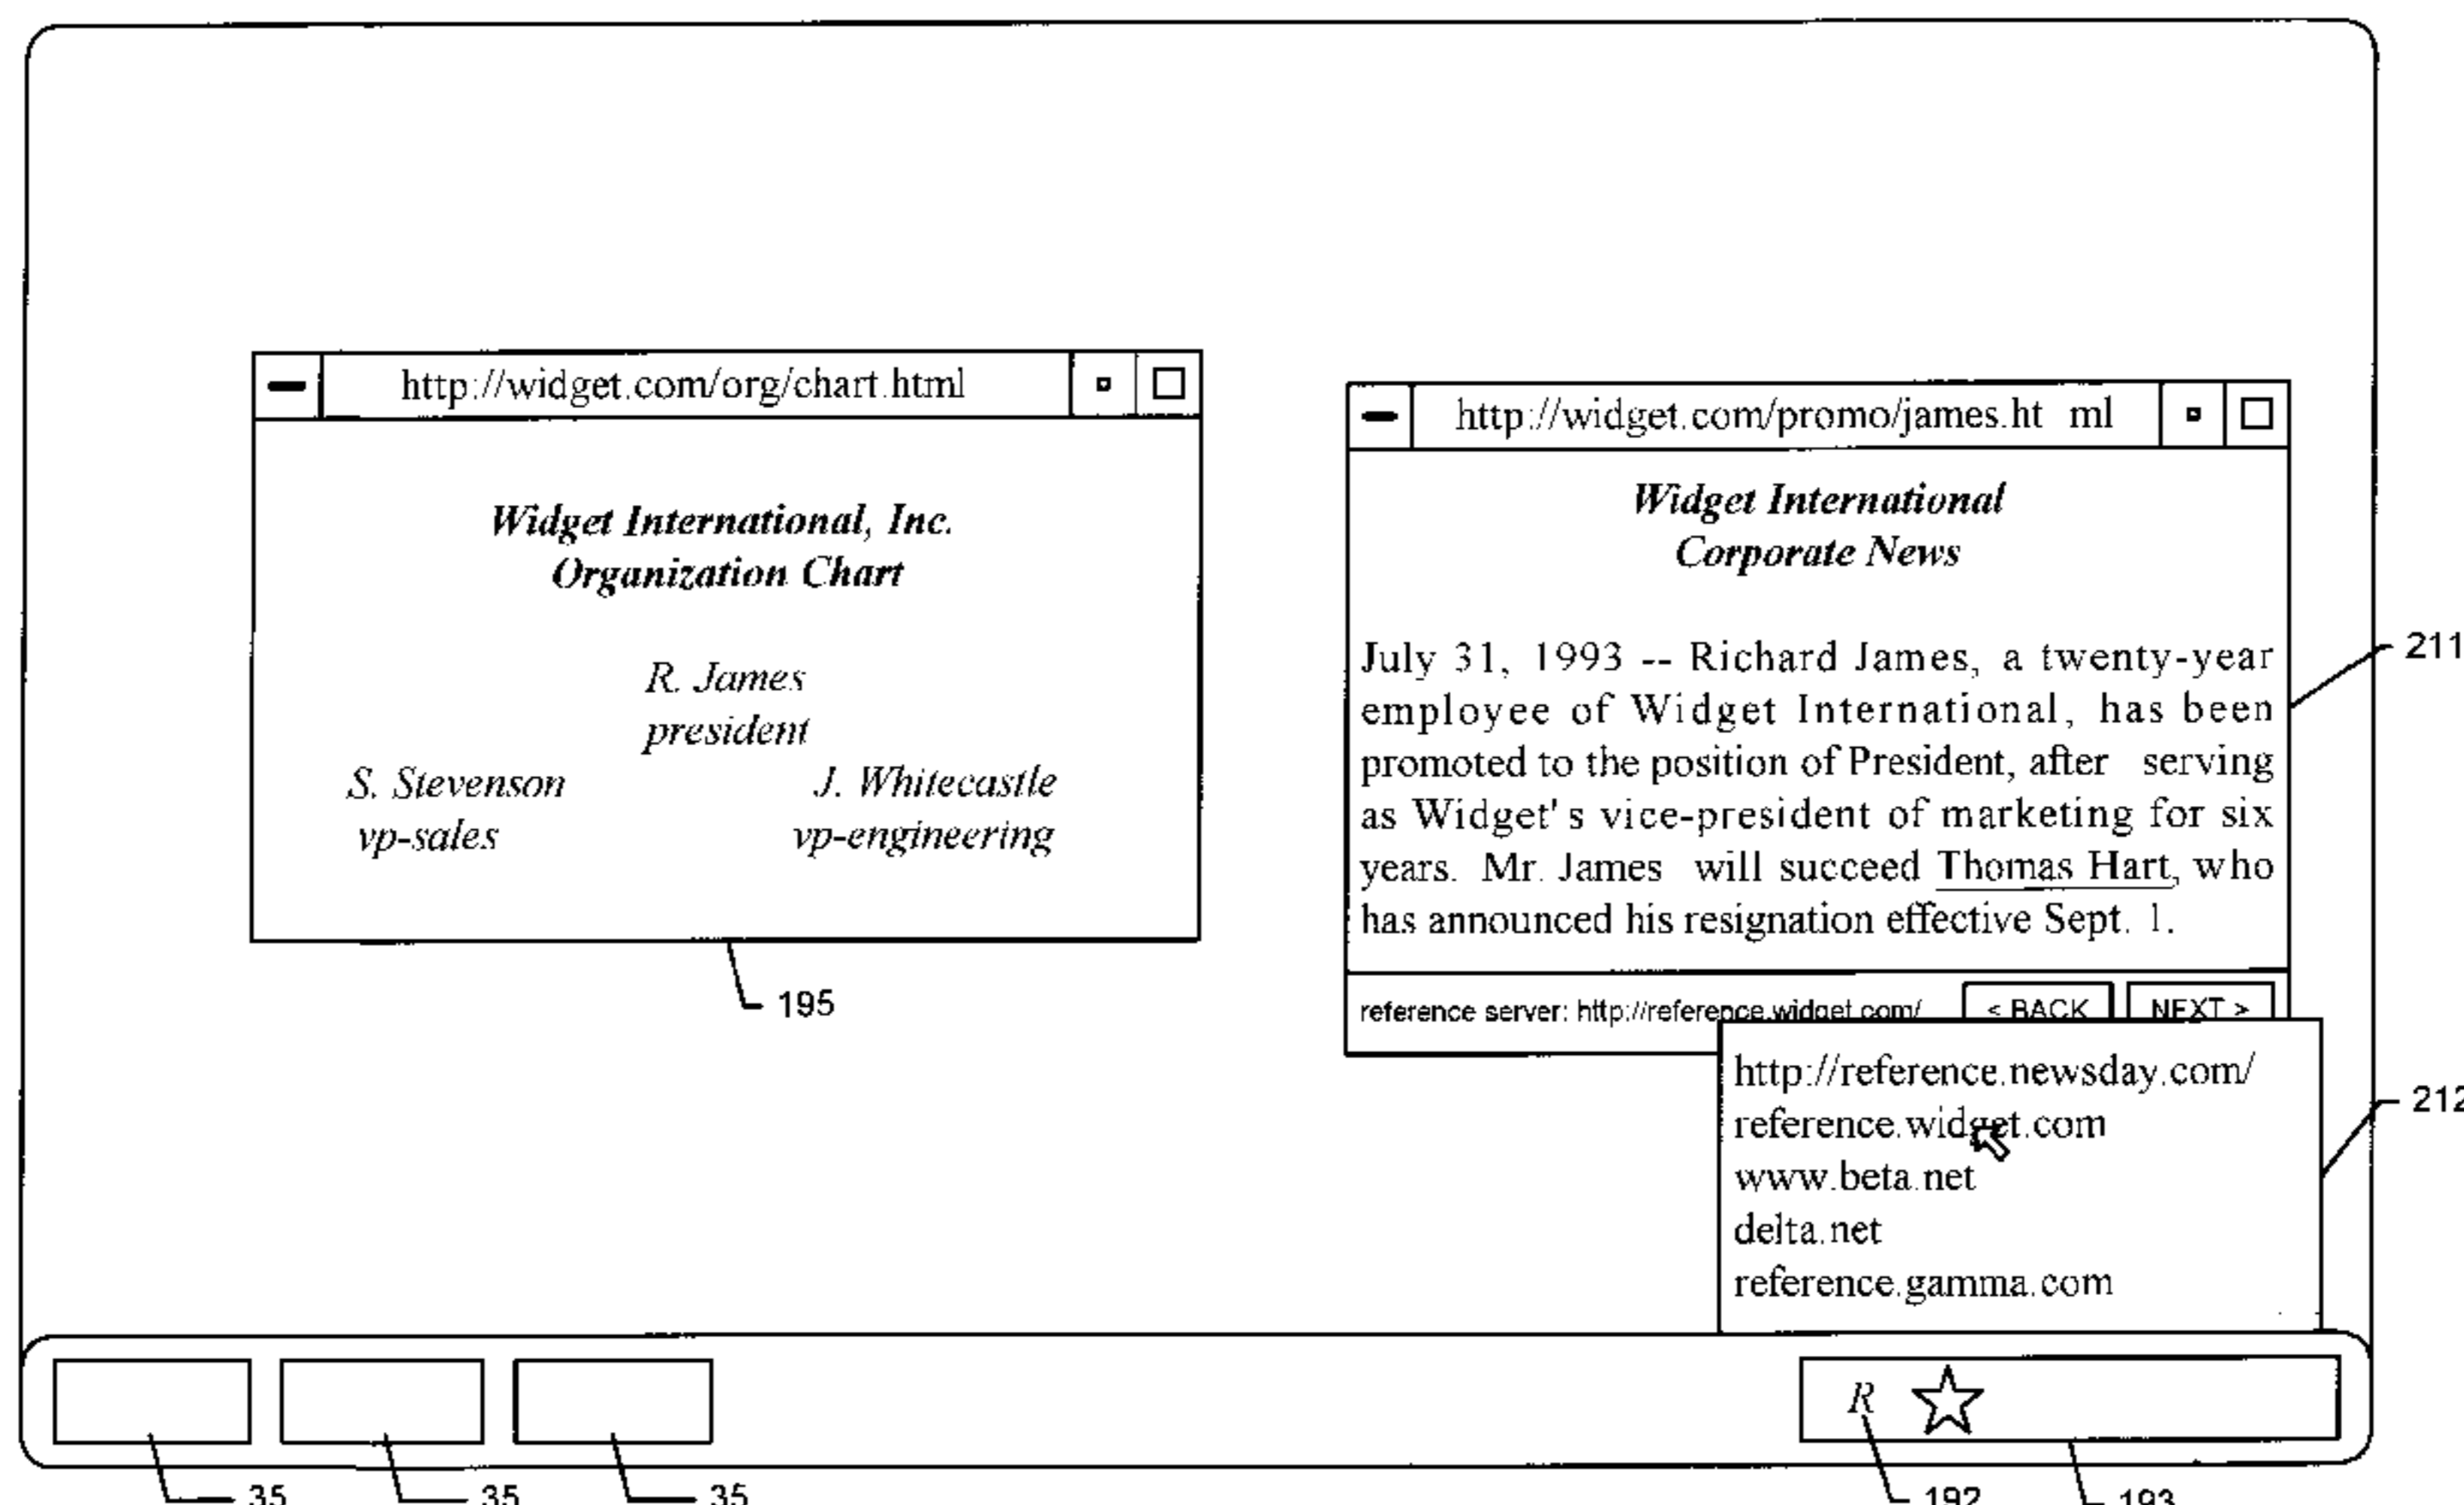 http://widget.com/org/chart.html
Widget International, Inc.
Organization Chart
R. James
president
S. Stevenson
vp-sales
J. Whitecastle
vp-engineering
195
http://widget.com/promo/james.ht ml
Widget International
Corporate News
July 31, 1993 -- Richard James, a twenty-year
employee of Widget International, has been
promoted to the position of President, after serving
as Widget's vice-president of marketing for six
years. Mr. James will succeed Thomas Hart, who
has announced his resignation effective Sept. 1.
211
reference server: http://reference.widget.com/
< BACK
NEXT >
http://reference.newsday.com/
reference.widget.com
www.beta.net
delta.net
reference.gamma.com
212
R
35
35
35
192
193